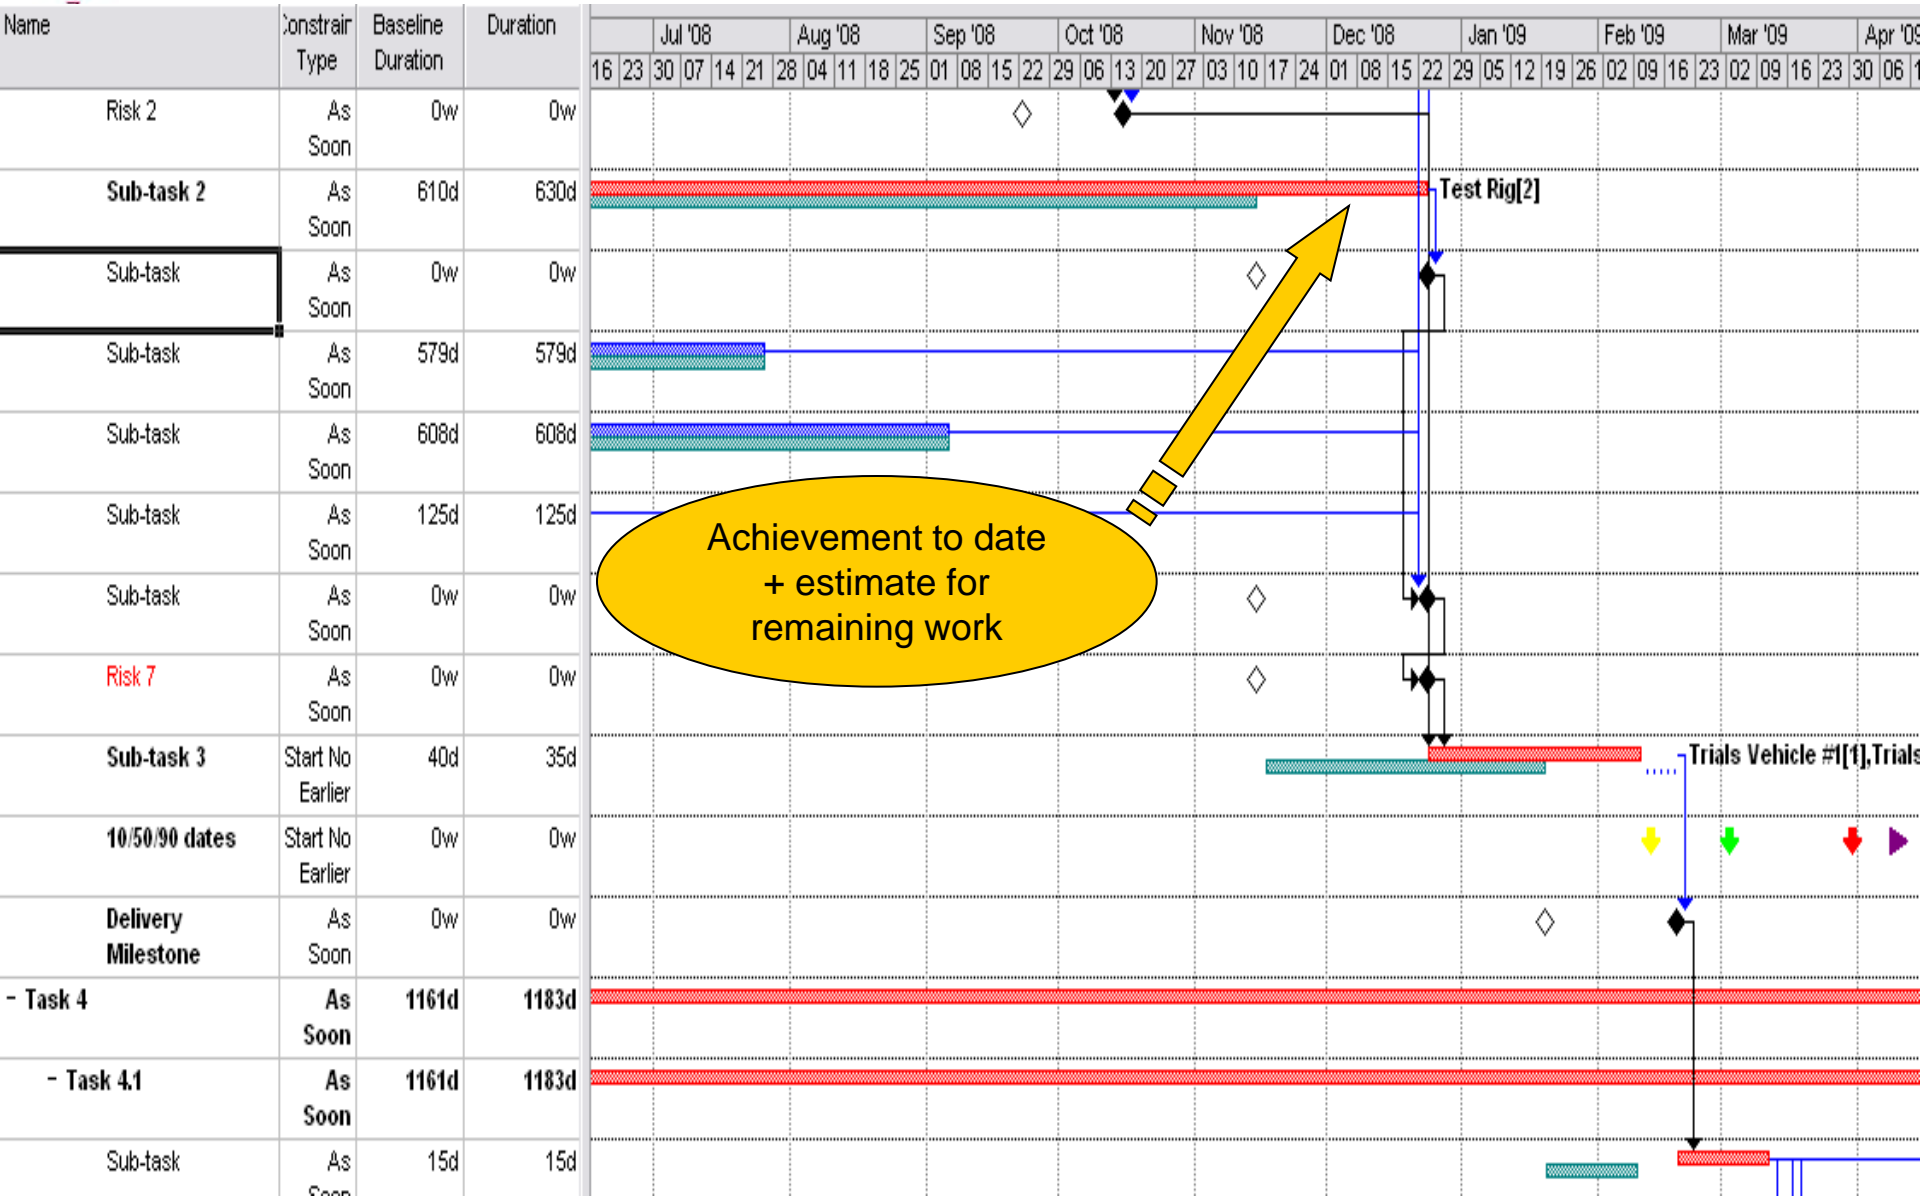 Name Constrair Type Baseline Duration Duration
Jul '08 Aug '08 Sep '08 Oct '08 Nov '08 Dec '08 Jan '09 Feb '09 Mar '09 Apr '09
16 23 30 07 14 21 28 04 11 18 25 01 08 15 22 29 06 13 20 27 03 10 17 24 01 08 15 22 29 05 12 19 26 02 09 16 23 02 09 16 23 30 06 1
Risk 2 As Soon 0w 0w
Sub-task 2 As Soon 610d 630d Test Rig[2]
Sub-task As Soon 0w 0w
Sub-task As Soon 579d 579d
Sub-task As Soon 608d 608d
Sub-task As Soon 125d 125d
Achievement to date
+ estimate for
remaining work
Sub-task As Soon 0w 0w
Risk 7 As Soon 0w 0w
Sub-task 3 Start No Earlier 40d 35d Trials Vehicle #1[1],Trials
10/50/90 dates Start No Earlier 0w 0w
Delivery Milestone As Soon 0w 0w
- Task 4 As Soon 1161d 1183d
- Task 4.1 As Soon 1161d 1183d
Sub-task As Soon 15d 15d